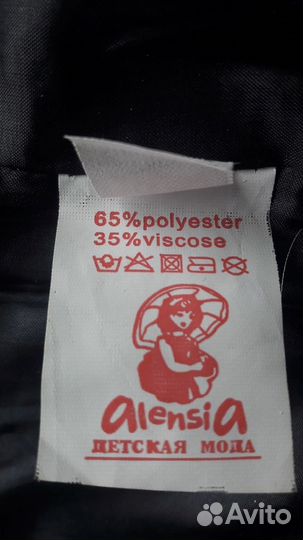 65%polyester
35%viscose
alensia
ДЕТСКАЯ МОДА
Avito